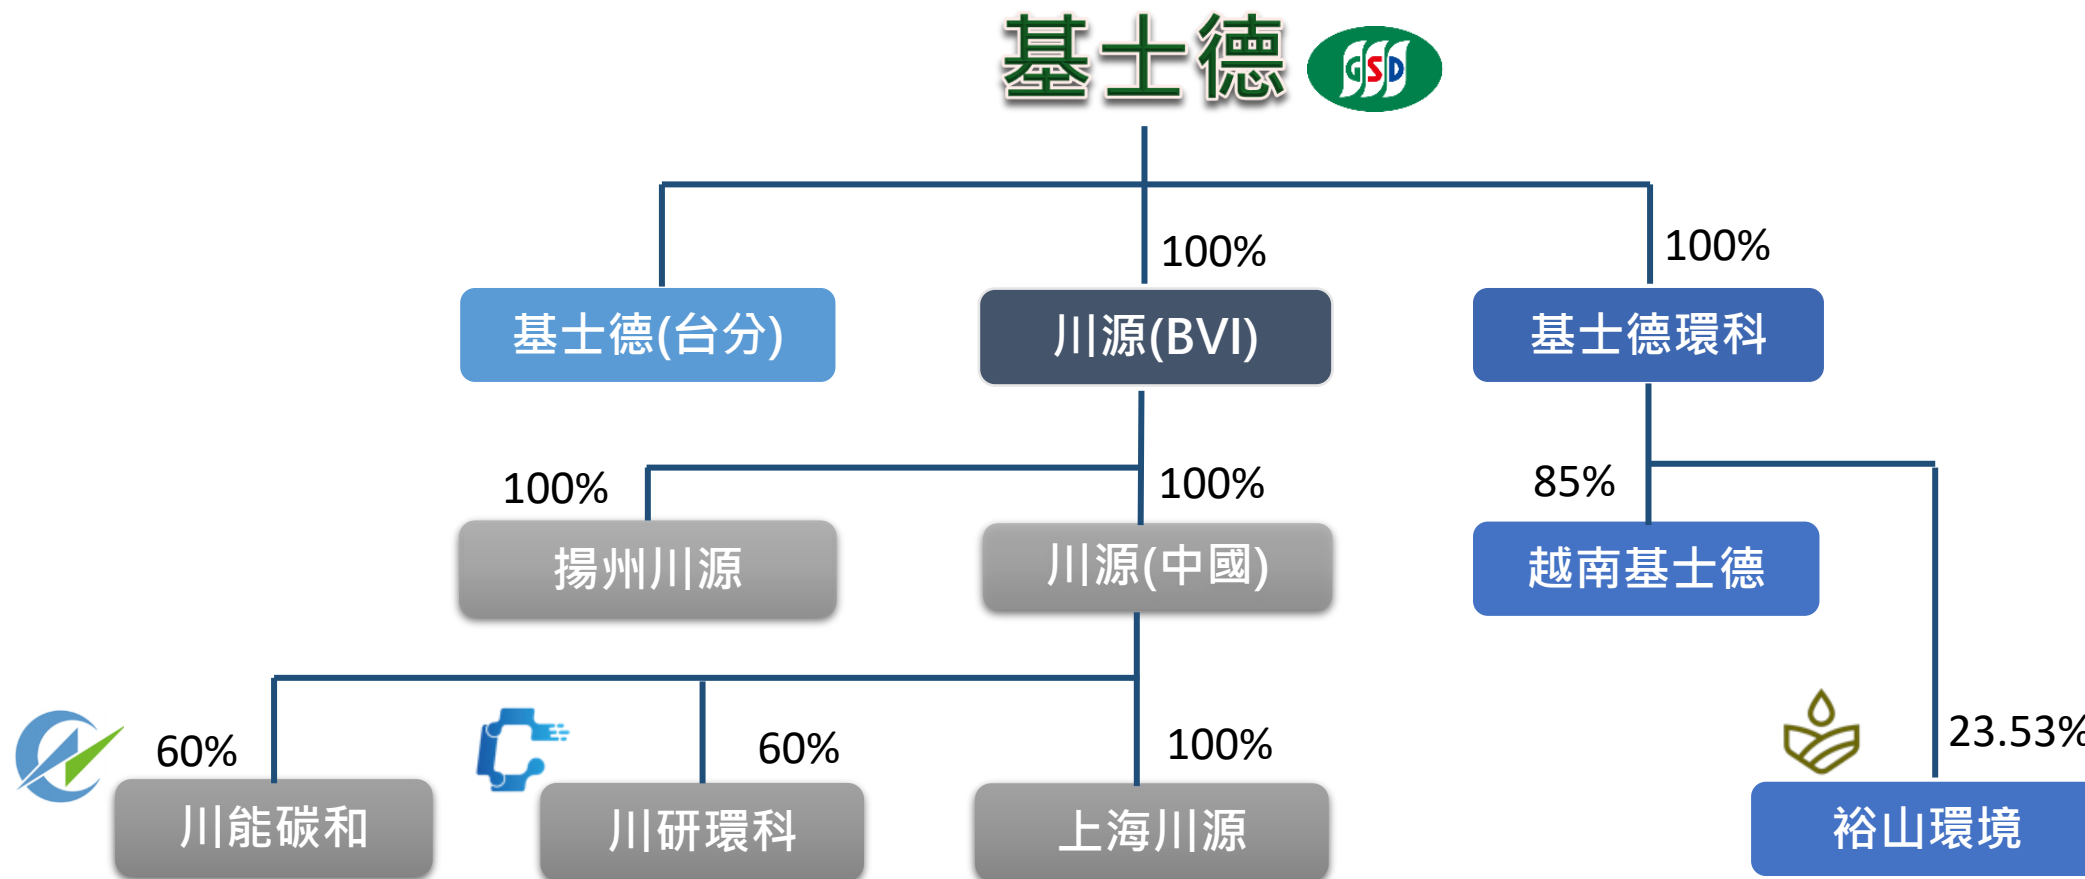 基士德 GSD
100%
100%
基士德(台分)
川源(BVI)
基士德環科
100%
100%
85%
揚州川源
川源(中國)
越南基士德
60%
60%
100%
23.53%
川能碳和
川研環科
上海川源
裕山環境